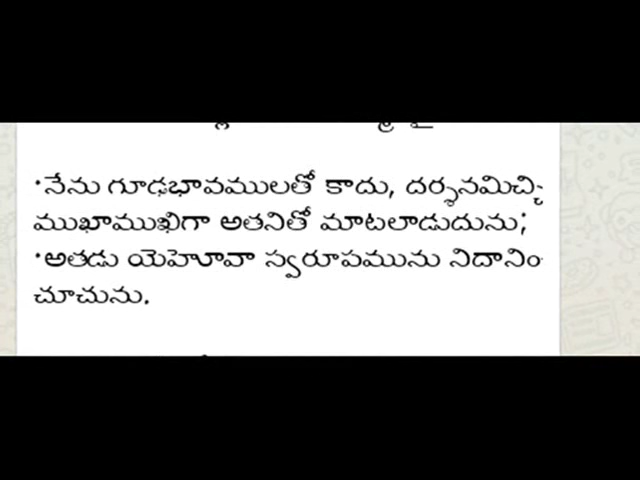 ·నేను గూఢభావములతో కాదు, దర్శనమిచ్చి
ముఖాముఖిగా అతనితో మాటలాడుదును;
·అతడు యెహోవా స్వరూపమును నిదానిం
చూచును.